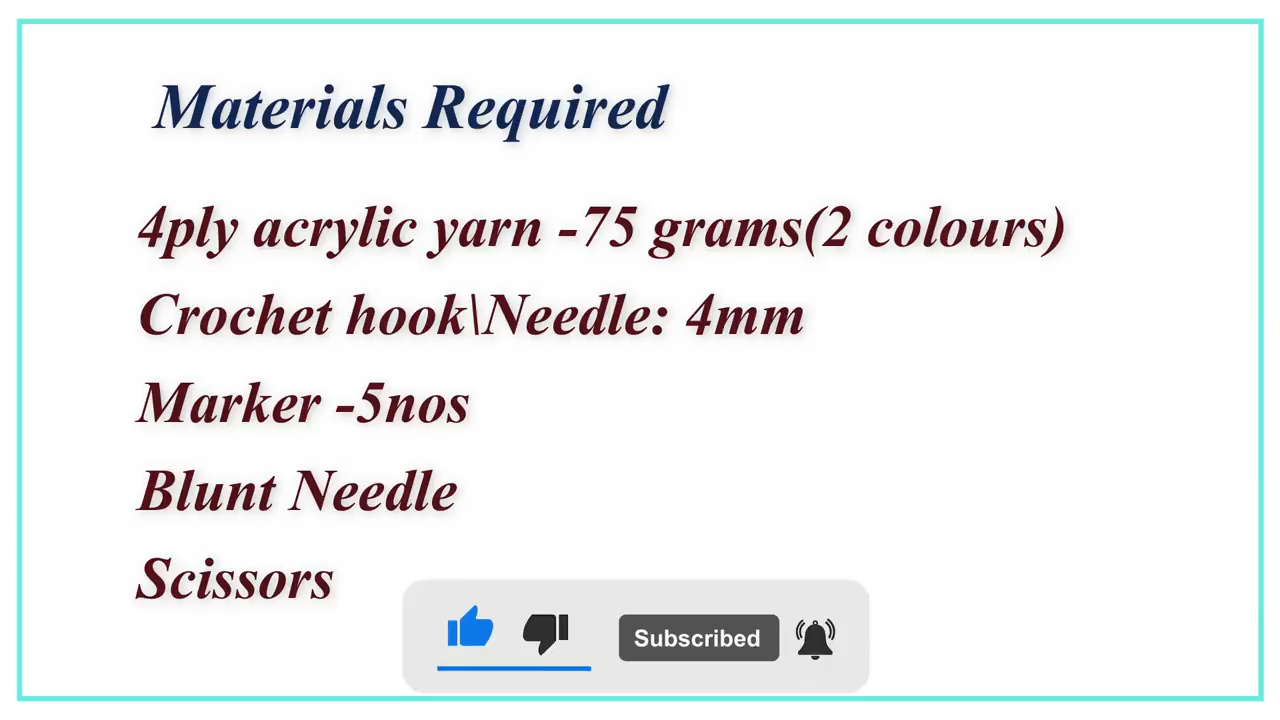 Materials Required
4ply acrylic yarn -75 grams(2 colours)
Crochet hook\Needle: 4mm
Marker -5nos
Blunt Needle
Scissors
Subscribed